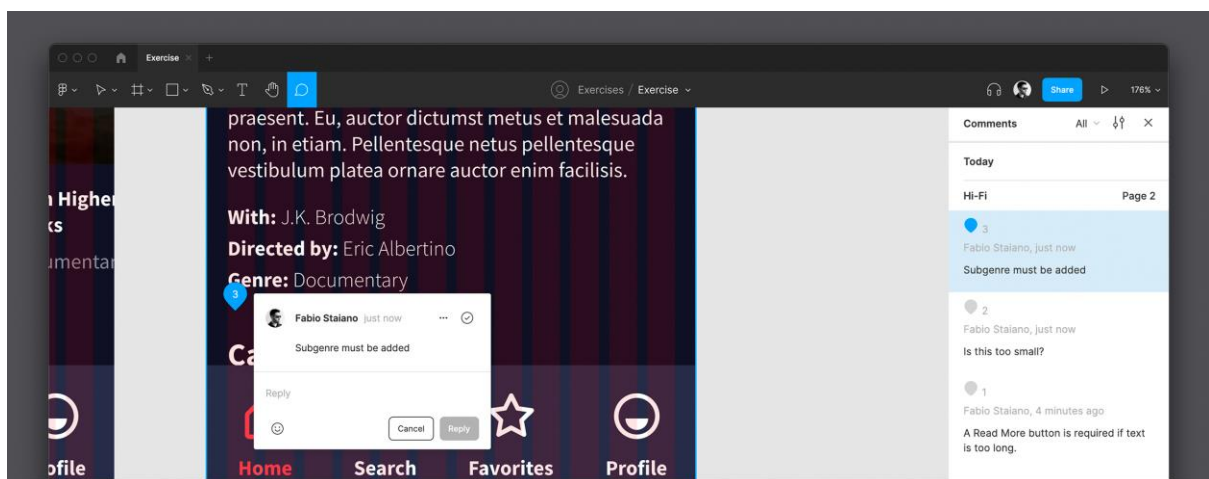 Exercise
Exercises / Exercise
Share
176%
praesent. Eu, auctor dictumst metus et malesuada
non, in etiam. Pellentesque netus pellentesque
vestibulum platea ornare auctor enim facilisis.
With: J.K. Brodwig
Directed by: Eric Albertino
Genre: Documentary
3
Fabio Staiano just now
Subgenre must be added
Reply
Cancel
Reply
Home
Search
Favorites
Profile
Comments
All
Today
Hi-Fi
Page 2
3
Fabio Staiano, just now
Subgenre must be added
2
Fabio Staiano, just now
Is this too small?
1
Fabio Staiano, 4 minutes ago
A Read More button is required if text
is too long.